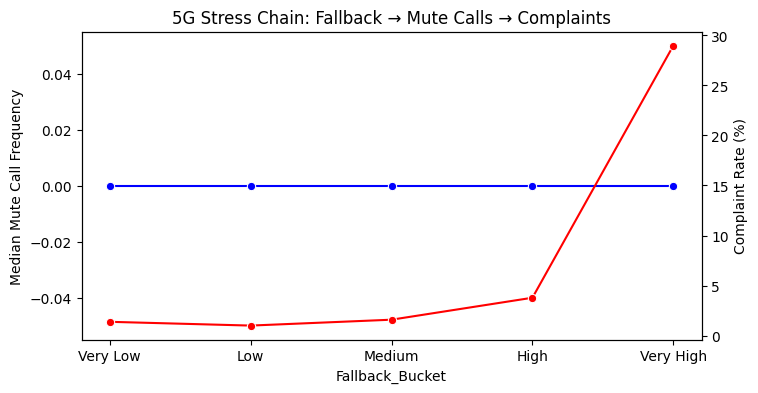 5G Stress Chain: Fallback → Mute Calls → Complaints
Median Mute Call Frequency
0.04
0.02
0.00
−0.02
−0.04
30
25
20
15
10
5
0
Complaint Rate (%)
Very Low
Low
Medium
High
Very High
Fallback_Bucket